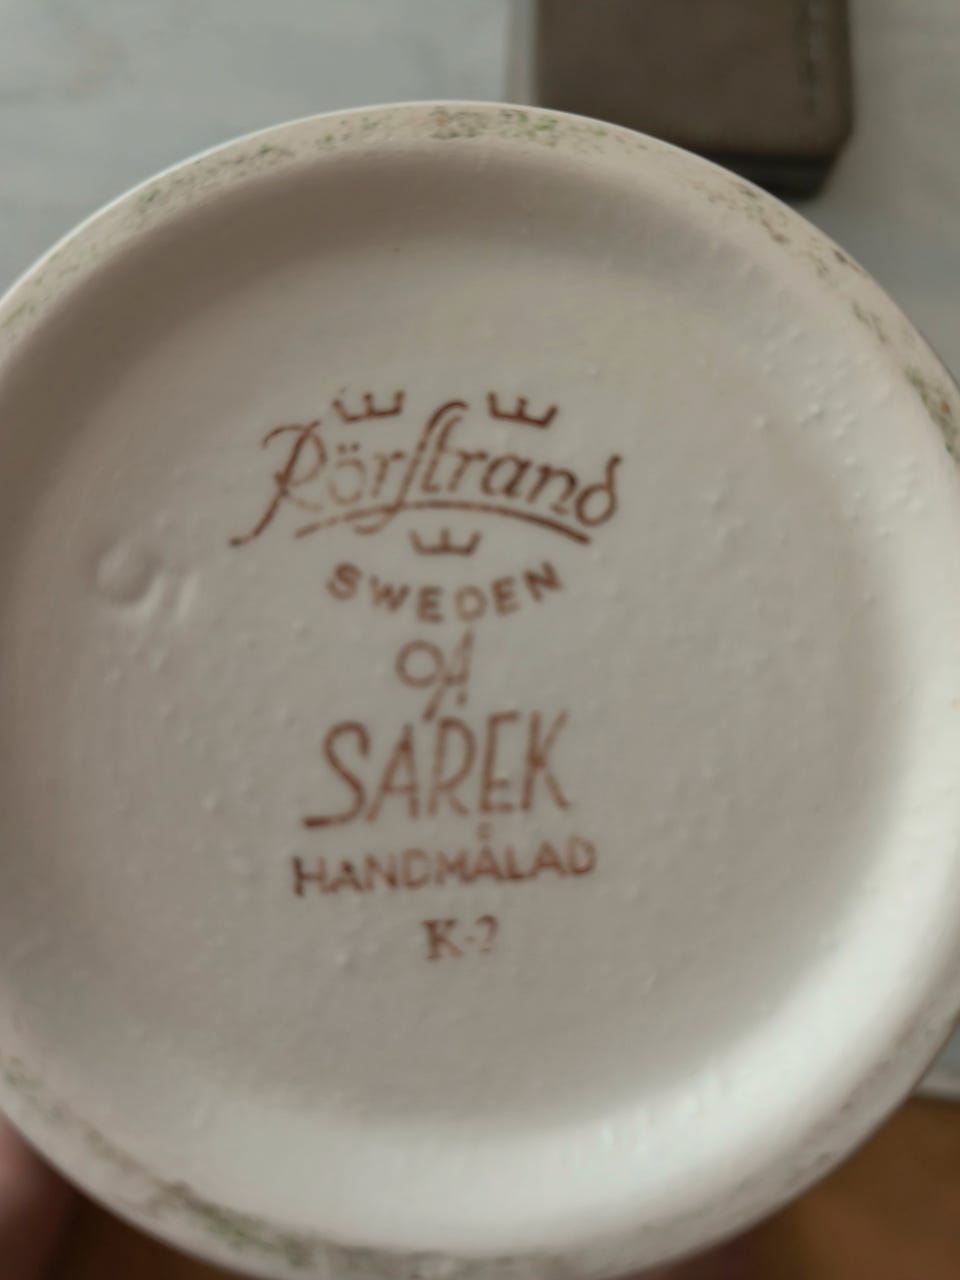 Rörstrand
SWEDEN
OA
SAREK
HANDMÅLAD
K-2